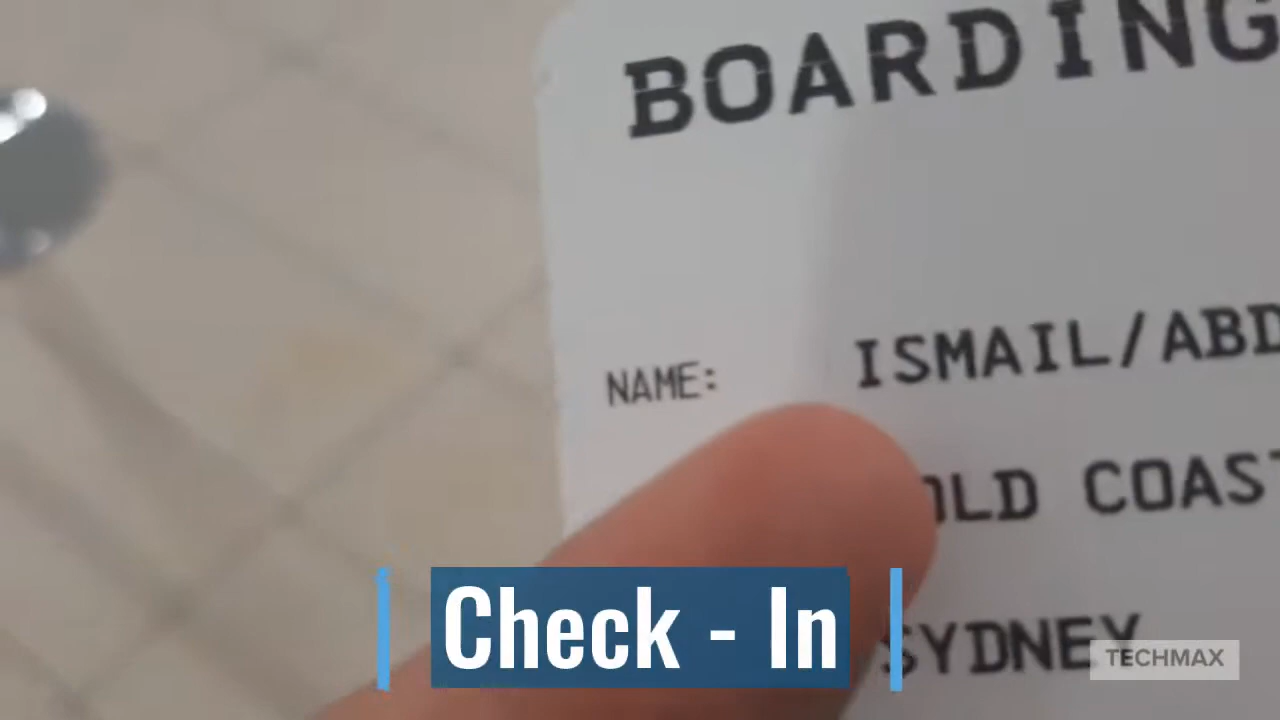 BOARDING
NAME: ISMAIL/ABD
OLD COAST
SYDNEY
Check - In
TECHMAX